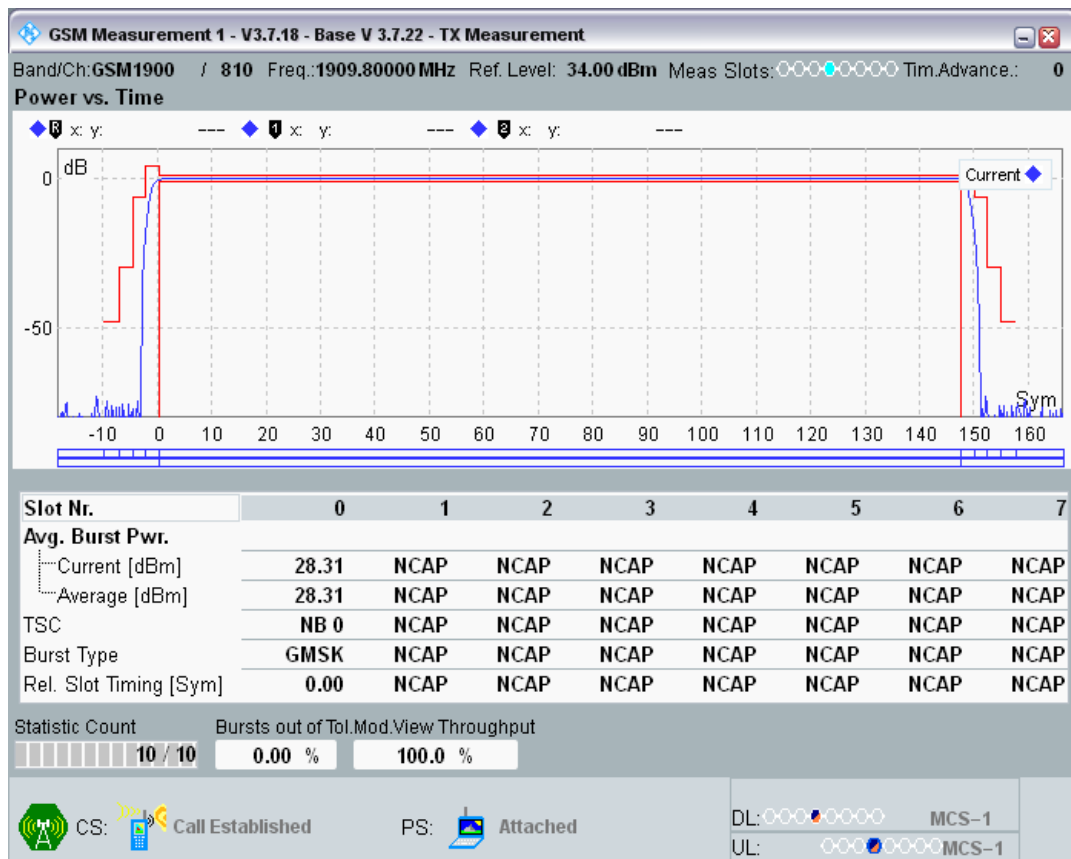 GSM Measurement 1 - V3.7.18 - Base V 3.7.22 - TX Measurement
Band/Ch:GSM1900 / 810 Freq.:1909.80000 MHz Ref. Level: 34.00 dBm Meas Slots: Tim.Advance.: 0
Power vs. Time
R x: y: --- 1 x: y: --- 2 x: y: ---
dB
0
Current
-50
Sym
-10 0 10 20 30 40 50 60 70 80 90 100 110 120 130 140 150 160
Slot Nr. 0 1 2 3 4 5 6 7
Avg. Burst Pwr.
Current [dBm] 28.31 NCAP NCAP NCAP NCAP NCAP NCAP NCAP
Average [dBm] 28.31 NCAP NCAP NCAP NCAP NCAP NCAP NCAP
TSC NB 0 NCAP NCAP NCAP NCAP NCAP NCAP NCAP
Burst Type GMSK NCAP NCAP NCAP NCAP NCAP NCAP NCAP
Rel. Slot Timing [Sym] 0.00 NCAP NCAP NCAP NCAP NCAP NCAP NCAP
Statistic Count Bursts out of Tol.Mod.View Throughput
10 / 10 0.00 % 100.0 %
CS: Call Established PS: Attached
DL: MCS-1
UL: MCS-1